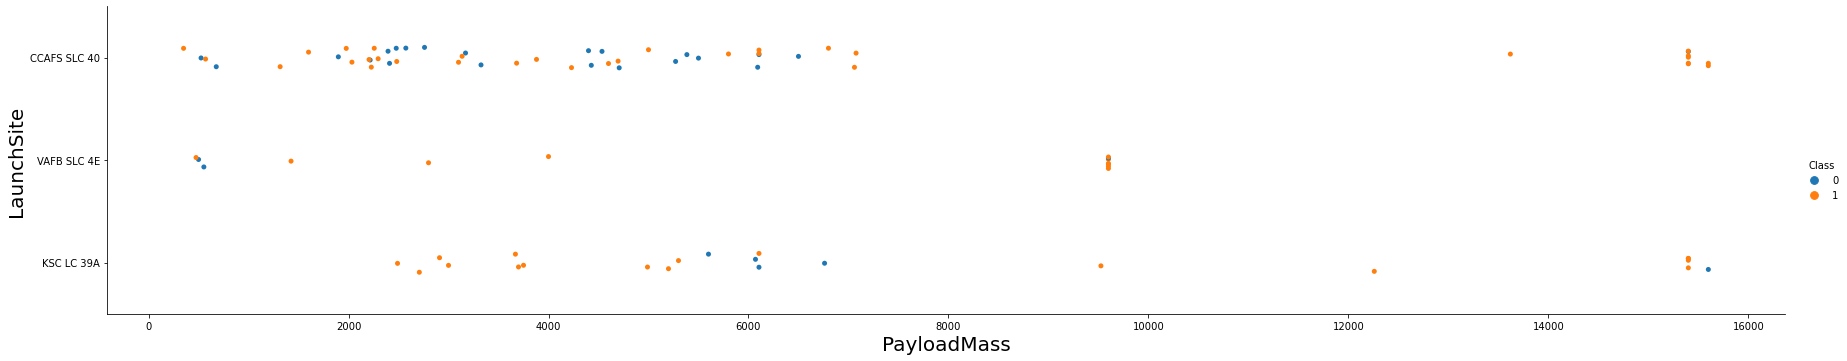 LaunchSite
CCAFS SLC 40
VAFB SLC 4E
KSC LC 39A
0 2000 4000 6000 8000 10000 12000 14000 16000
PayloadMass
Class
0
1